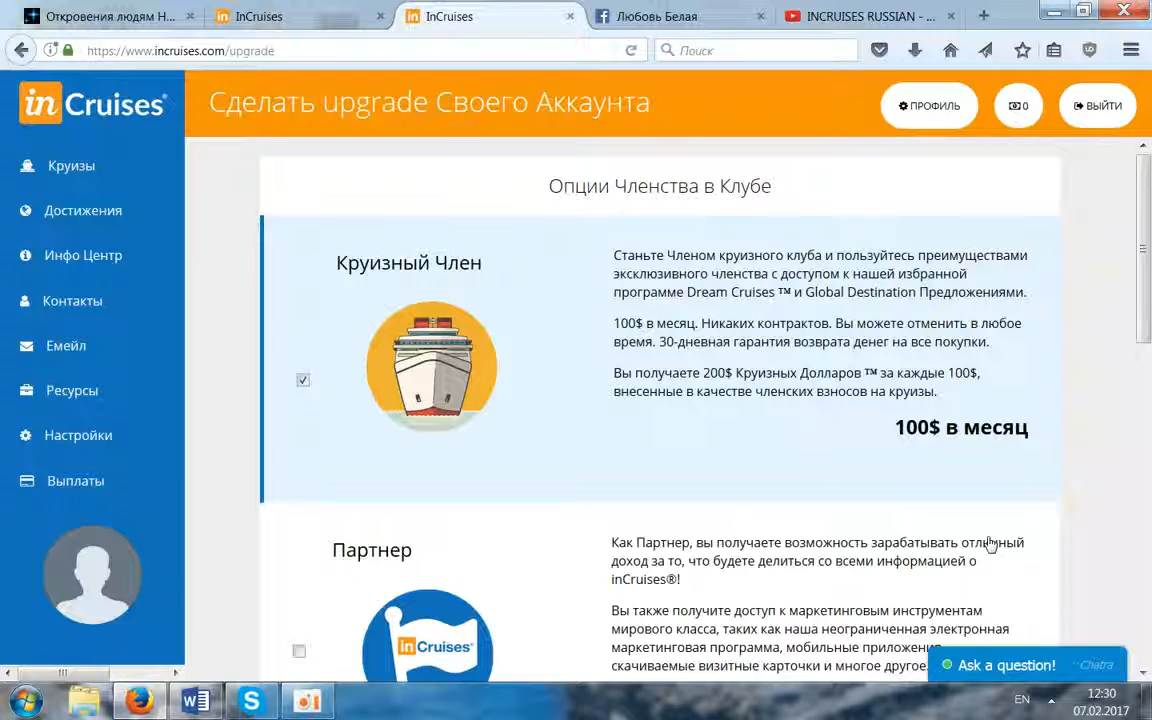 Откровения людям Н...
InCruises
InCruises
Любовь Белая
INCRUISES RUSSIAN - ...
https://www.incruises.com/upgrade
Поиск
inCruises®
Сделать upgrade Своего Аккаунта
ПРОФИЛЬ
0
ВЫЙТИ
Круизы
Достижения
Инфо Центр
Контакты
Емейл
Ресурсы
Настройки
Выплаты
Опции Членства в Клубе
Круизный Член
Станьте Членом круизного клуба и пользуйтесь преимуществами
эксклюзивного членства с доступом к нашей избранной
программе Dream Cruises ™ и Global Destination Предложениями.
100$ в месяц. Никаких контрактов. Вы можете отменить в любое
время. 30-дневная гарантия возврата денег на все покупки.
Вы получаете 200$ Круизных Долларов ™ за каждые 100$,
внесенные в качестве членских взносов на круизы.
100$ в месяц
Партнер
inCruises®
Как Партнер, вы получаете возможность зарабатывать отличный
доход за то, что будете делиться со всеми информацией о
inCruises®!
Вы также получите доступ к маркетинговым инструментам
мирового класса, таких как наша неограниченная электронная
маркетинговая программа, мобильные приложения,
скачиваемые визитные карточки и многое другое.
Ask a question!
Chatra
EN
12:30
07.02.2017